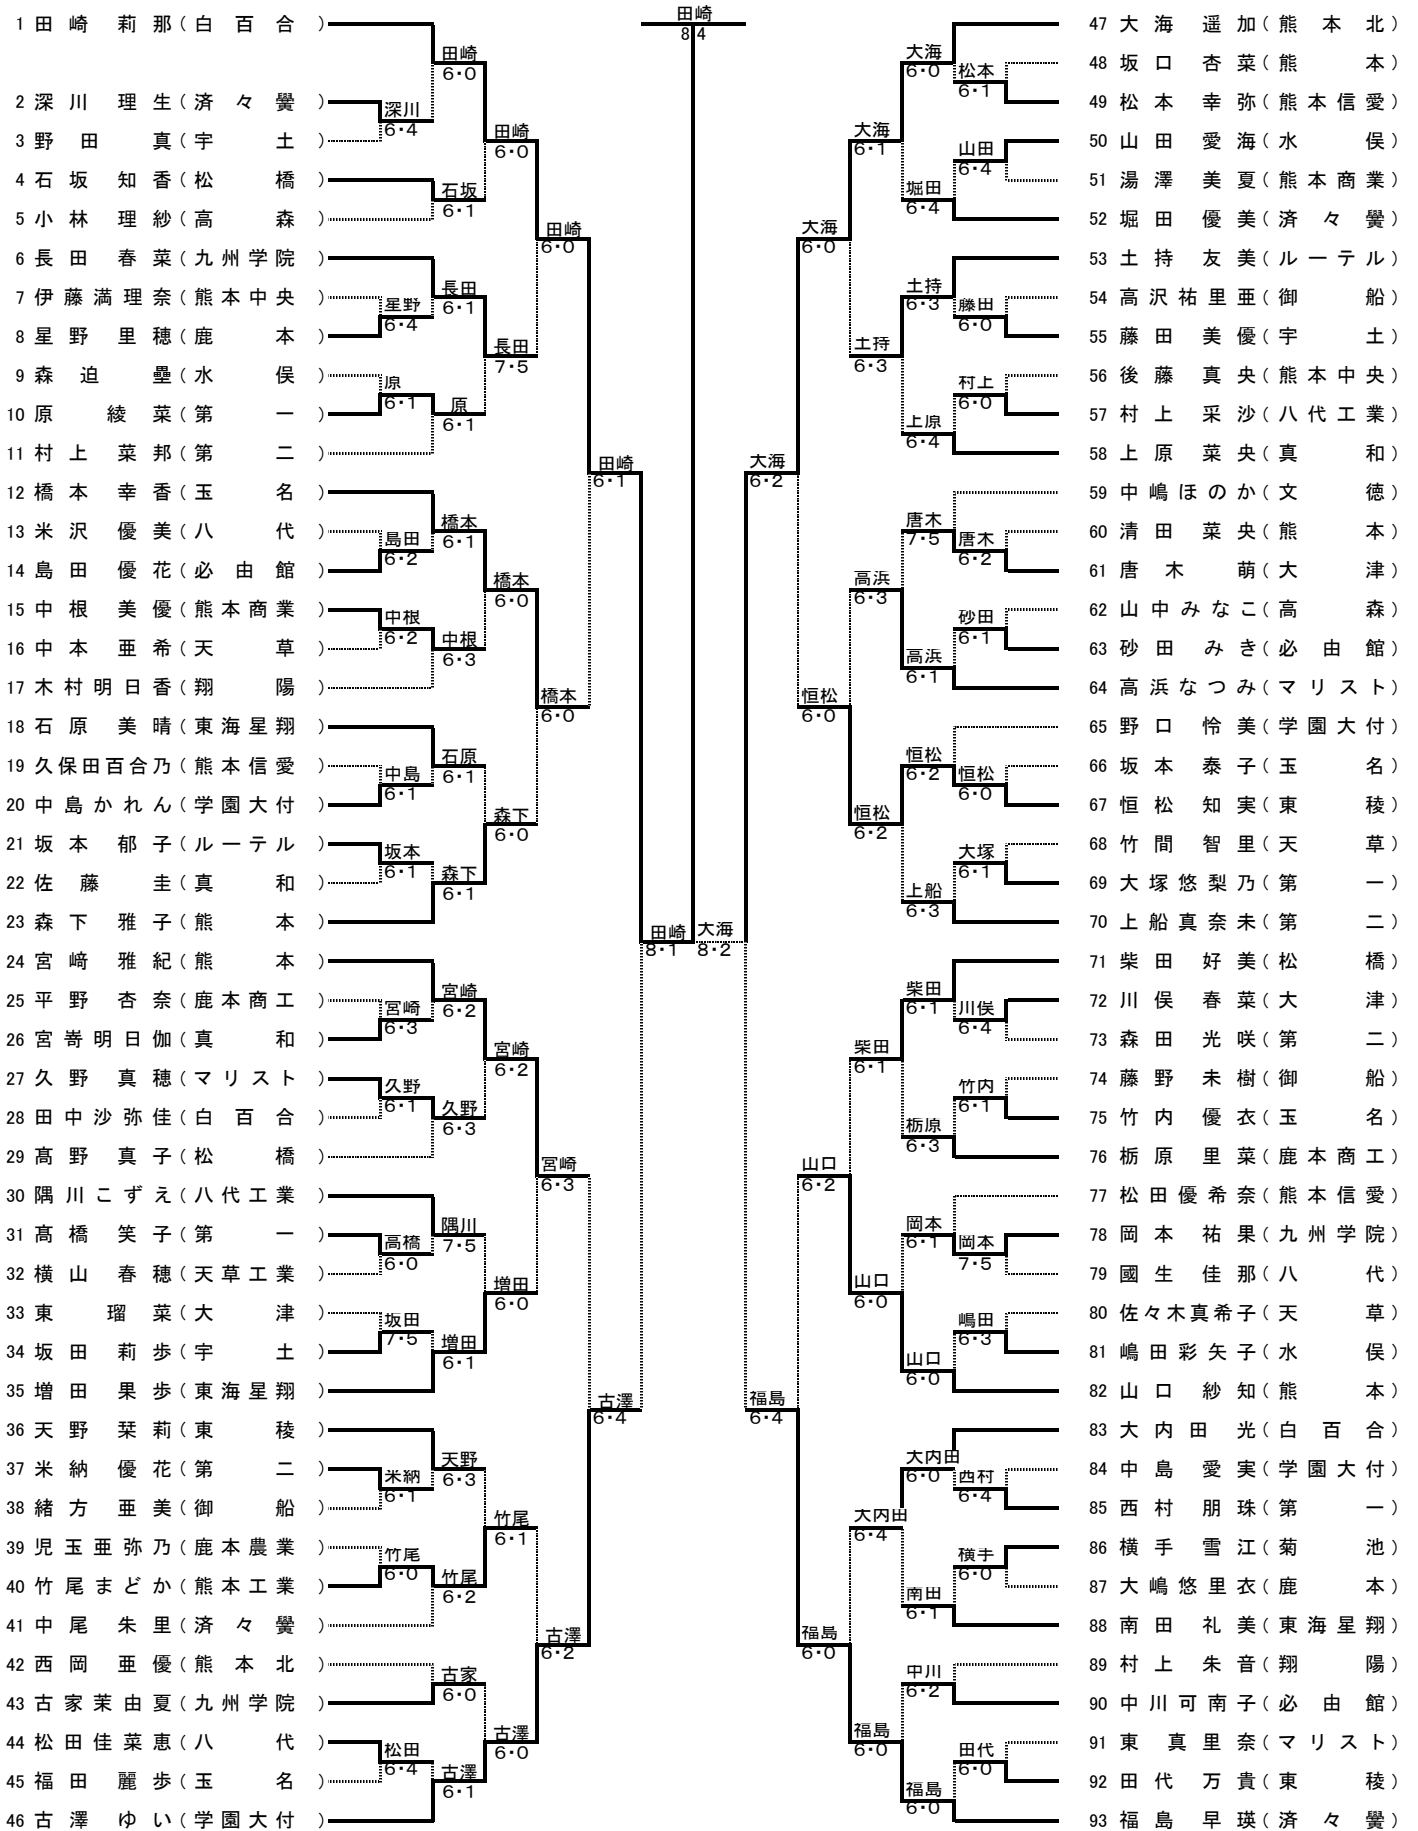 田崎
8 4
1 田崎 莉那(白百合)
2 深川 理生(済々黌)
3 野田 真(宇土)
4 石坂 知香(松橋)
5 小林 理紗(高森)
6 長田 春菜(九州学院)
7 伊藤満理奈(熊本中央)
8 星野 里穂(鹿本)
9 森迫 壘(水俣)
10 原 綾菜(第一)
11 村上 菜邦(第二)
12 橋本 幸香(玉名)
13 米沢 優美(八代)
14 島田 優花(必由館)
15 中根 美優(熊本商業)
16 中本 亜希(天草)
17 木村明日香(翔陽)
18 石原 美晴(東海星翔)
19 久保田百合乃(熊本信愛)
20 中島かれん(学園大付)
21 坂本 郁子(ルーテル)
22 佐藤 圭(真和)
23 森下 雅子(熊本)
24 宮﨑 雅紀(熊本)
25 平野 杏奈(鹿本商工)
26 宮嵜明日伽(真和)
27 久野 真穂(マリスト)
28 田中沙弥佳(白百合)
29 髙野 真子(松橋)
30 隅川こずえ(八代工業)
31 髙橋 笑子(第一)
32 横山 春穂(天草工業)
33 東 瑠菜(大津)
34 坂田 莉歩(宇土)
35 増田 果歩(東海星翔)
36 天野 栞莉(東稜)
37 米納 優花(第二)
38 緒方 亜美(御船)
39 児玉亜弥乃(鹿本農業)
40 竹尾まどか(熊本工業)
41 中尾 朱里(済々黌)
42 西岡 亜優(熊本北)
43 古家茉由夏(九州学院)
44 松田佳菜恵(八代)
45 福田 麗歩(玉名)
46 古澤 ゆい(学園大付)
深川
6・4
星野
6・4
原
6・1
島田
6・2
中根
6・2
中島
6・1
坂本
6・1
宮崎
6・3
久野
6・1
高橋
6・0
坂田
7・5
米納
6・1
竹尾
6・0
松田
6・4
田崎
6・0
石坂
6・1
長田
6・1
原
6・1
橋本
6・1
中根
6・3
石原
6・1
森下
6・1
宮崎
6・2
久野
6・3
隅川
7・5
増田
6・1
天野
6・3
竹尾
6・2
古家
6・0
古澤
6・1
田崎
6・0
長田
7・5
橋本
6・0
森下
6・0
宮崎
6・2
増田
6・0
竹尾
6・1
古澤
6・0
田崎
6・0
橋本
6・0
宮崎
6・3
古澤
6・2
田崎
6・1
古澤
6・4
田崎
8・1
大海
8・2
大海
6・2
福島
6・4
大海
6・0
恒松
6・0
山口
6・2
福島
6・0
大海
6・1
土持
6・3
高浜
6・3
恒松
6・2
柴田
6・1
山口
6・0
大内田
6・4
福島
6・0
大海
6・0
堀田
6・4
土持
6・3
上原
6・4
唐木
7・5
高浜
6・1
恒松
6・2
上船
6・3
柴田
6・1
栃原
6・3
岡本
6・1
山口
6・0
大内田
6・0
南田
6・1
中川
6・2
福島
6・0
松本
6・1
山田
6・4
藤田
6・0
村上
6・0
唐木
6・2
砂田
6・1
恒松
6・0
大塚
6・1
川俣
6・4
竹内
6・1
岡本
7・5
嶋田
6・3
西村
6・4
横手
6・0
田代
6・0
47 大海 遥加(熊本北)
48 坂口 杏菜(熊本)
49 松本 幸弥(熊本信愛)
50 山田 愛海(水俣)
51 湯澤 美夏(熊本商業)
52 堀田 優美(済々黌)
53 土持 友美(ルーテル)
54 高沢祐里亜(御船)
55 藤田 美優(宇土)
56 後藤 真央(熊本中央)
57 村上 采沙(八代工業)
58 上原 菜央(真和)
59 中嶋ほのか(文徳)
60 清田 菜央(熊本)
61 唐木 萌(大津)
62 山中みなこ(高森)
63 砂田 みき(必由館)
64 高浜なつみ(マリスト)
65 野口 怜美(学園大付)
66 坂本 泰子(玉名)
67 恒松 知実(東稜)
68 竹間 智里(天草)
69 大塚悠梨乃(第一)
70 上船真奈未(第二)
71 柴田 好美(松橋)
72 川俣 春菜(大津)
73 森田 光咲(第二)
74 藤野 未樹(御船)
75 竹内 優衣(玉名)
76 栃原 里菜(鹿本商工)
77 松田優希奈(熊本信愛)
78 岡本 祐果(九州学院)
79 國生 佳那(八代)
80 佐々木真希子(天草)
81 嶋田彩矢子(水俣)
82 山口 紗知(熊本)
83 大内田 光(白百合)
84 中島 愛実(学園大付)
85 西村 朋珠(第一)
86 横手 雪江(菊池)
87 大嶋悠里衣(鹿本)
88 南田 礼美(東海星翔)
89 村上 朱音(翔陽)
90 中川可南子(必由館)
91 東 真里奈(マリスト)
92 田代 万貴(東稜)
93 福島 早瑛(済々黌)